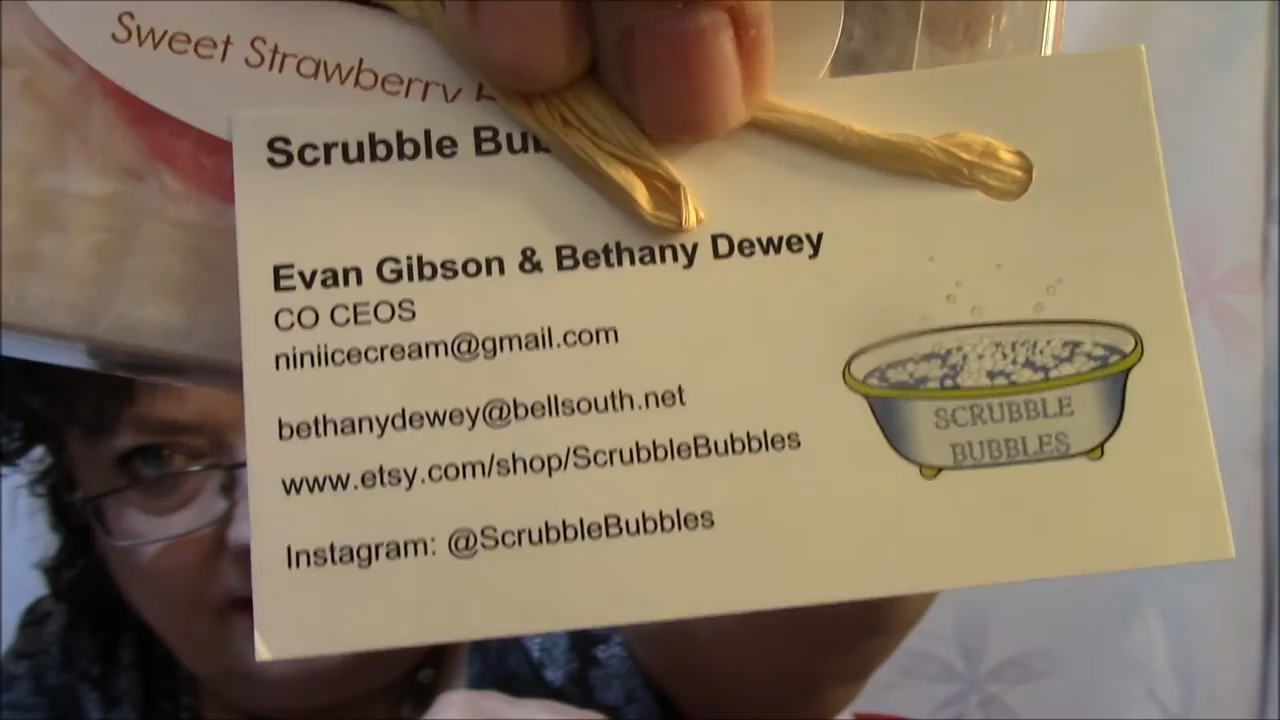 Sweet Strawberry
Scrubble
Evan Gibson & Bethany Dewey
CO CEOS
niniicecream@gmail.com
bethanydewey@bellsouth.net
www.etsy.com/shop/ScrubbleBubbles
Instagram: @ScrubbleBubbles
SCRUBBLE
BUBBLES